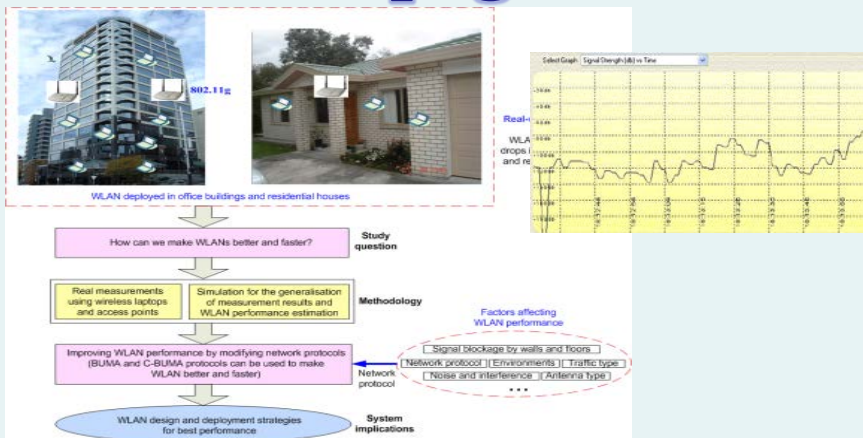 802.11g
WLAN deployed in office buildings and residential houses
Real-
WLA
drops i
and re
Select Graph Signal Strength (db) vs Time
How can we make WLANs better and faster?
Study
question
Real measurements
using wireless laptops
and access points
Simulation for the generalisation
of measurement results and
WLAN performance estimation
Methodology
Improving WLAN performance by modifying network protocols
(BUMA and C-BUMA protocols can be used to make
WLAN better and faster)
Network
protocol
Factors affecting
WLAN performance
Signal blockage by walls and floors
Network protocol Environments Traffic type
Noise and interference Antenna type
...
WLAN design and deployment strategies
for best performance
System
implications